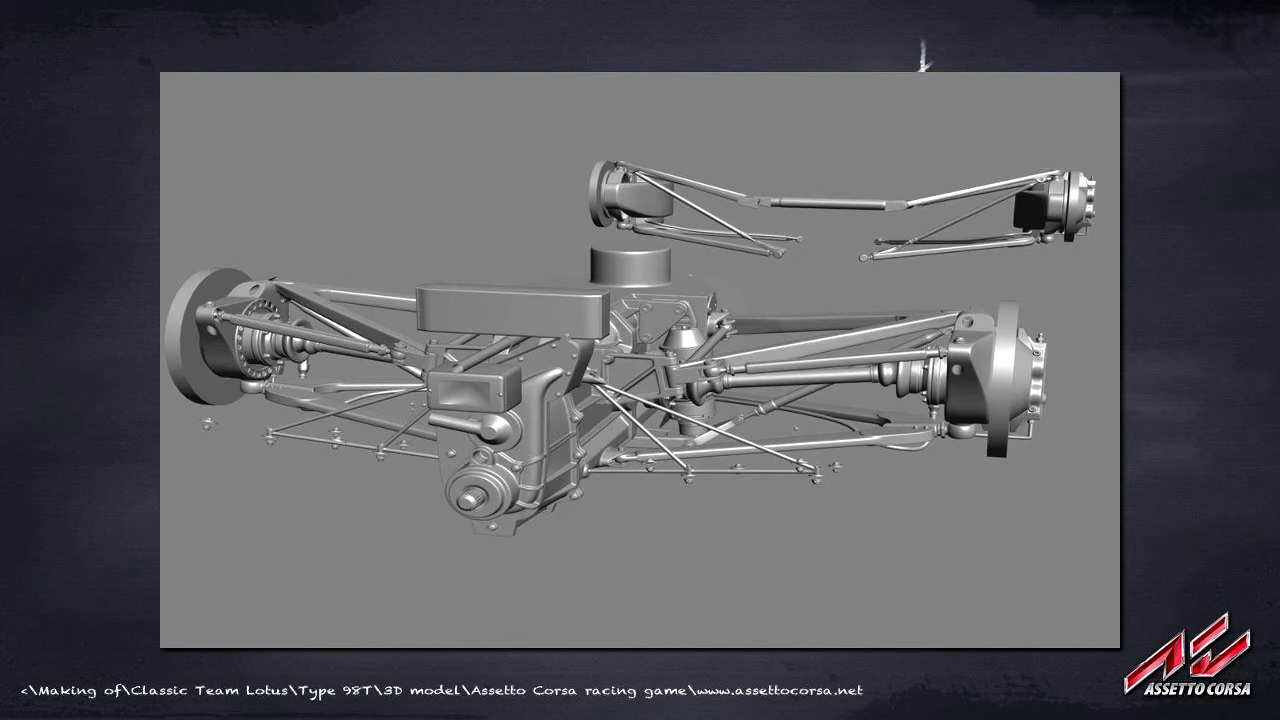 <\Making of\Classic Team Lotus\Type 98T\3D model\Assetto Corsa racing game\www.assettocorsa.net
ASSETTO CORSA